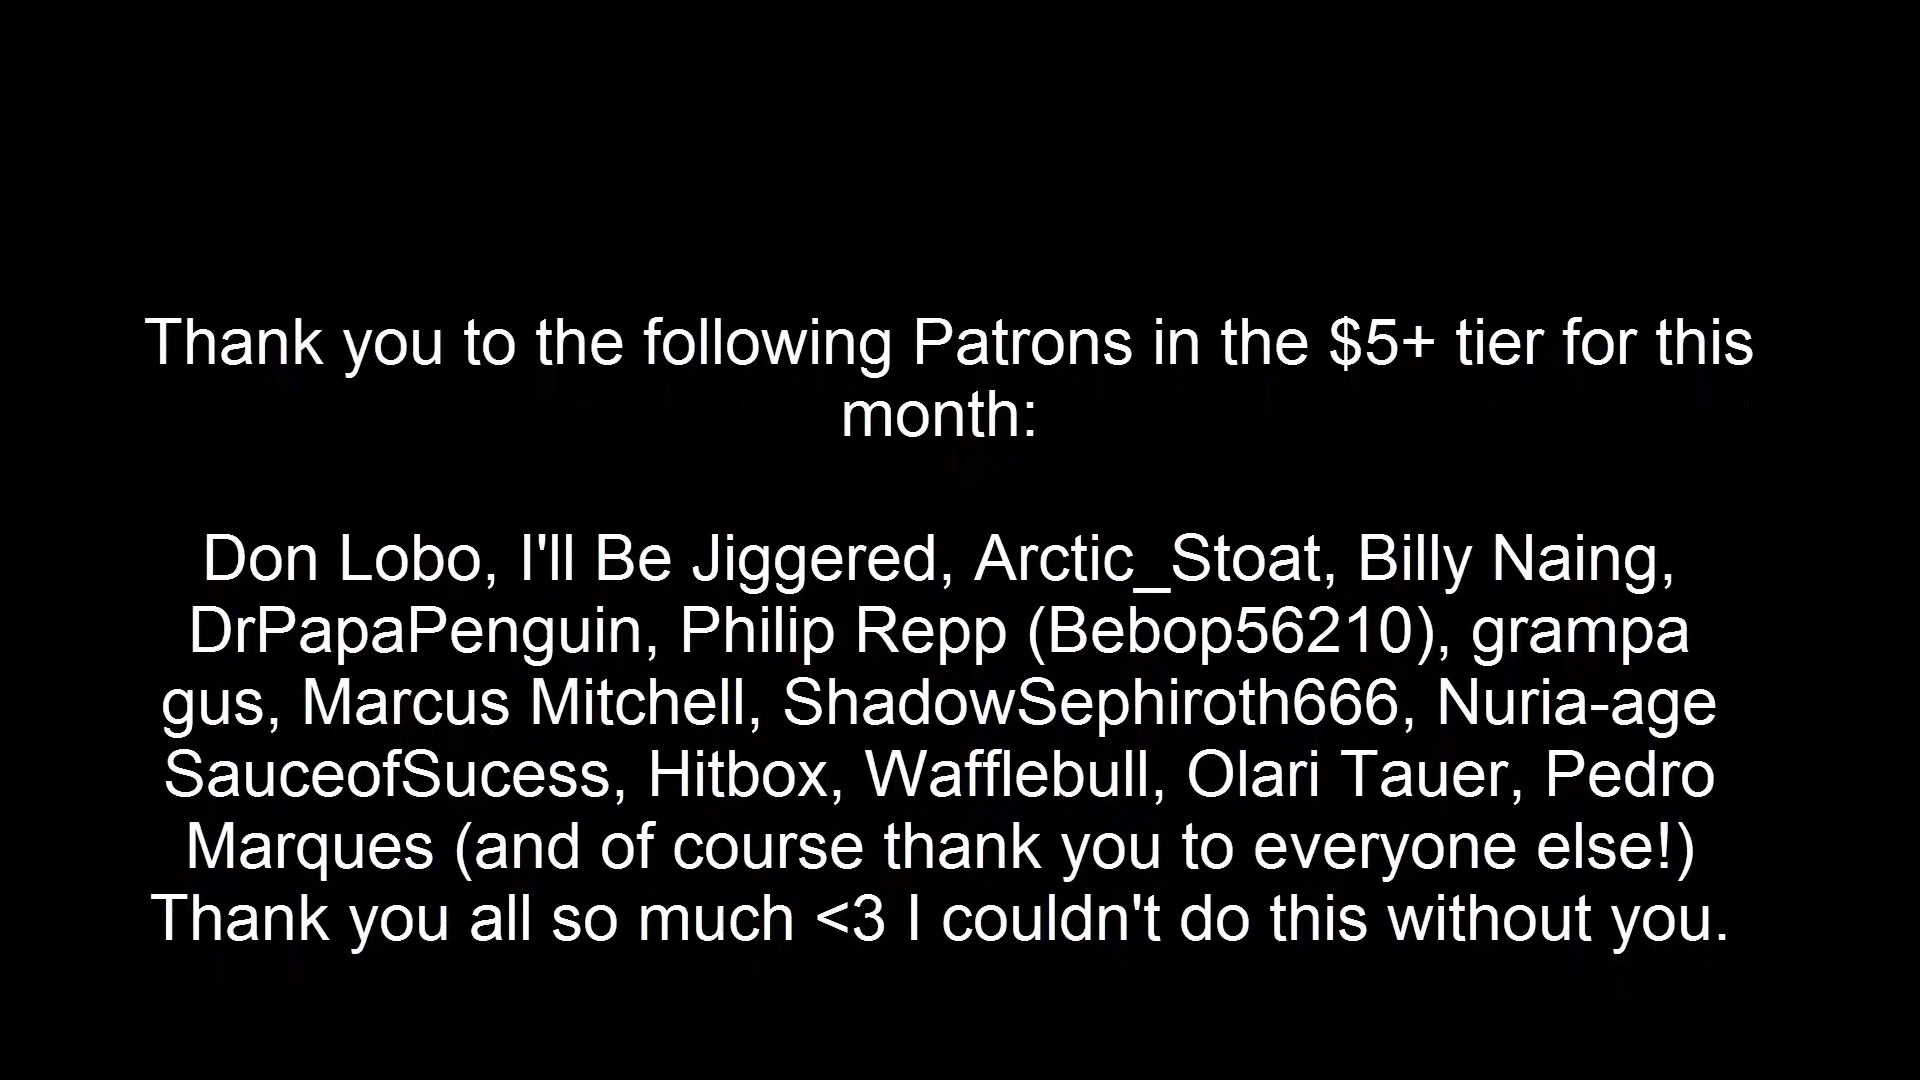 Thank you to the following Patrons in the $5+ tier for this
month:
Don Lobo, I'll Be Jiggered, Arctic_Stoat, Billy Naing,
DrPapaPenguin, Philip Repp (Bebop56210), grampa
gus, Marcus Mitchell, ShadowSephiroth666, Nuria-age
SauceofSucess, Hitbox, Wafflebull, Olari Tauer, Pedro
Marques (and of course thank you to everyone else!)
Thank you all so much <3 I couldn't do this without you.